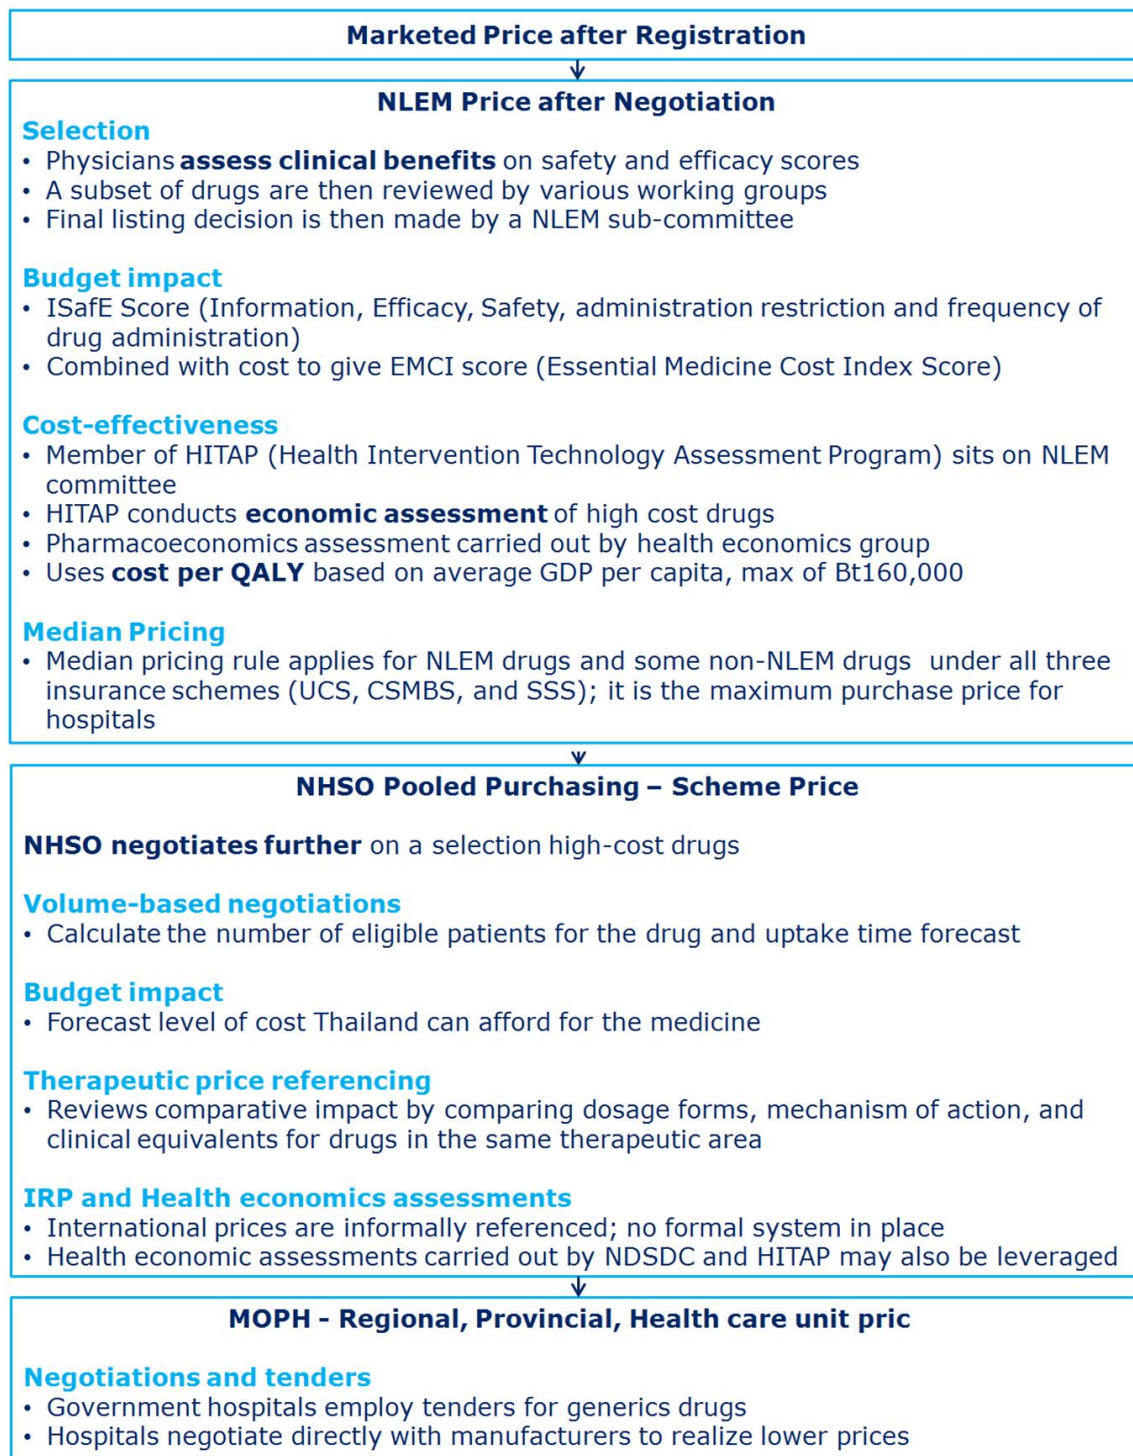 Marketed Price after Registration
NLEM Price after Negotiation
Selection
• Physicians assess clinical benefits on safety and efficacy scores
• A subset of drugs are then reviewed by various working groups
• Final listing decision is then made by a NLEM sub-committee
Budget impact
• ISafE Score (Information, Efficacy, Safety, administration restriction and frequency of
drug administration)
• Combined with cost to give EMCI score (Essential Medicine Cost Index Score)
Cost-effectiveness
• Member of HITAP (Health Intervention Technology Assessment Program) sits on NLEM
committee
• HITAP conducts economic assessment of high cost drugs
• Pharmacoeconomics assessment carried out by health economics group
• Uses cost per QALY based on average GDP per capita, max of Bt160,000
Median Pricing
• Median pricing rule applies for NLEM drugs and some non-NLEM drugs under all three
insurance schemes (UCS, CSMBS, and SSS); it is the maximum purchase price for
hospitals
NHSO Pooled Purchasing – Scheme Price
NHSO negotiates further on a selection high-cost drugs
Volume-based negotiations
• Calculate the number of eligible patients for the drug and uptake time forecast
Budget impact
• Forecast level of cost Thailand can afford for the medicine
Therapeutic price referencing
• Reviews comparative impact by comparing dosage forms, mechanism of action, and
clinical equivalents for drugs in the same therapeutic area
IRP and Health economics assessments
• International prices are informally referenced; no formal system in place
• Health economic assessments carried out by NDSDC and HITAP may also be leveraged
MOPH - Regional, Provincial, Health care unit pric
Negotiations and tenders
• Government hospitals employ tenders for generics drugs
• Hospitals negotiate directly with manufacturers to realize lower prices